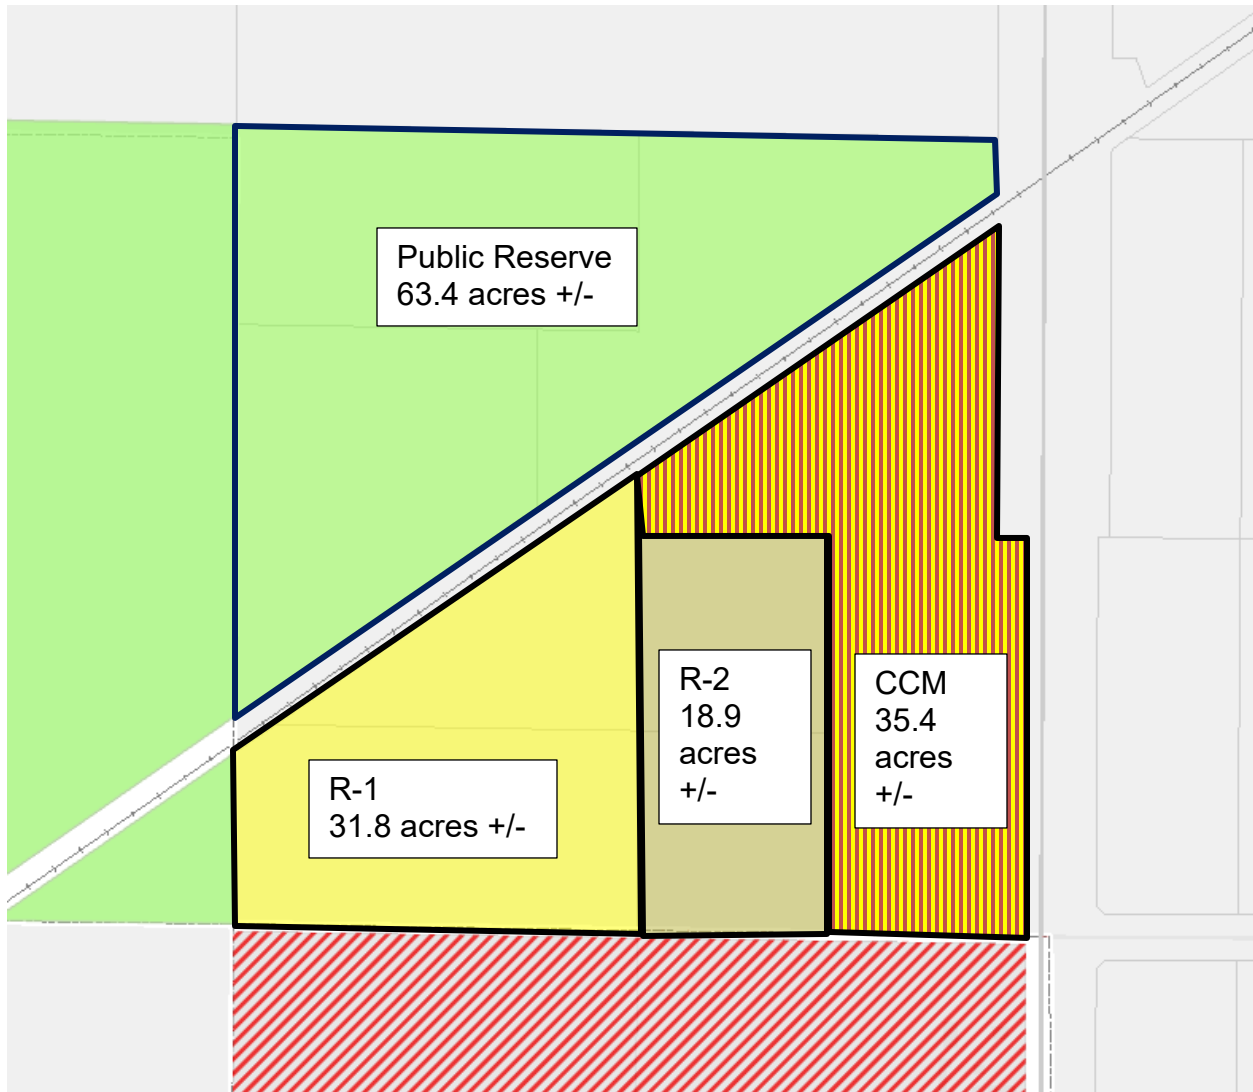 Public Reserve
63.4 acres +/-
R-2
18.9
acres
+/-
CCM
35.4
acres
+/-
R-1
31.8 acres +/-